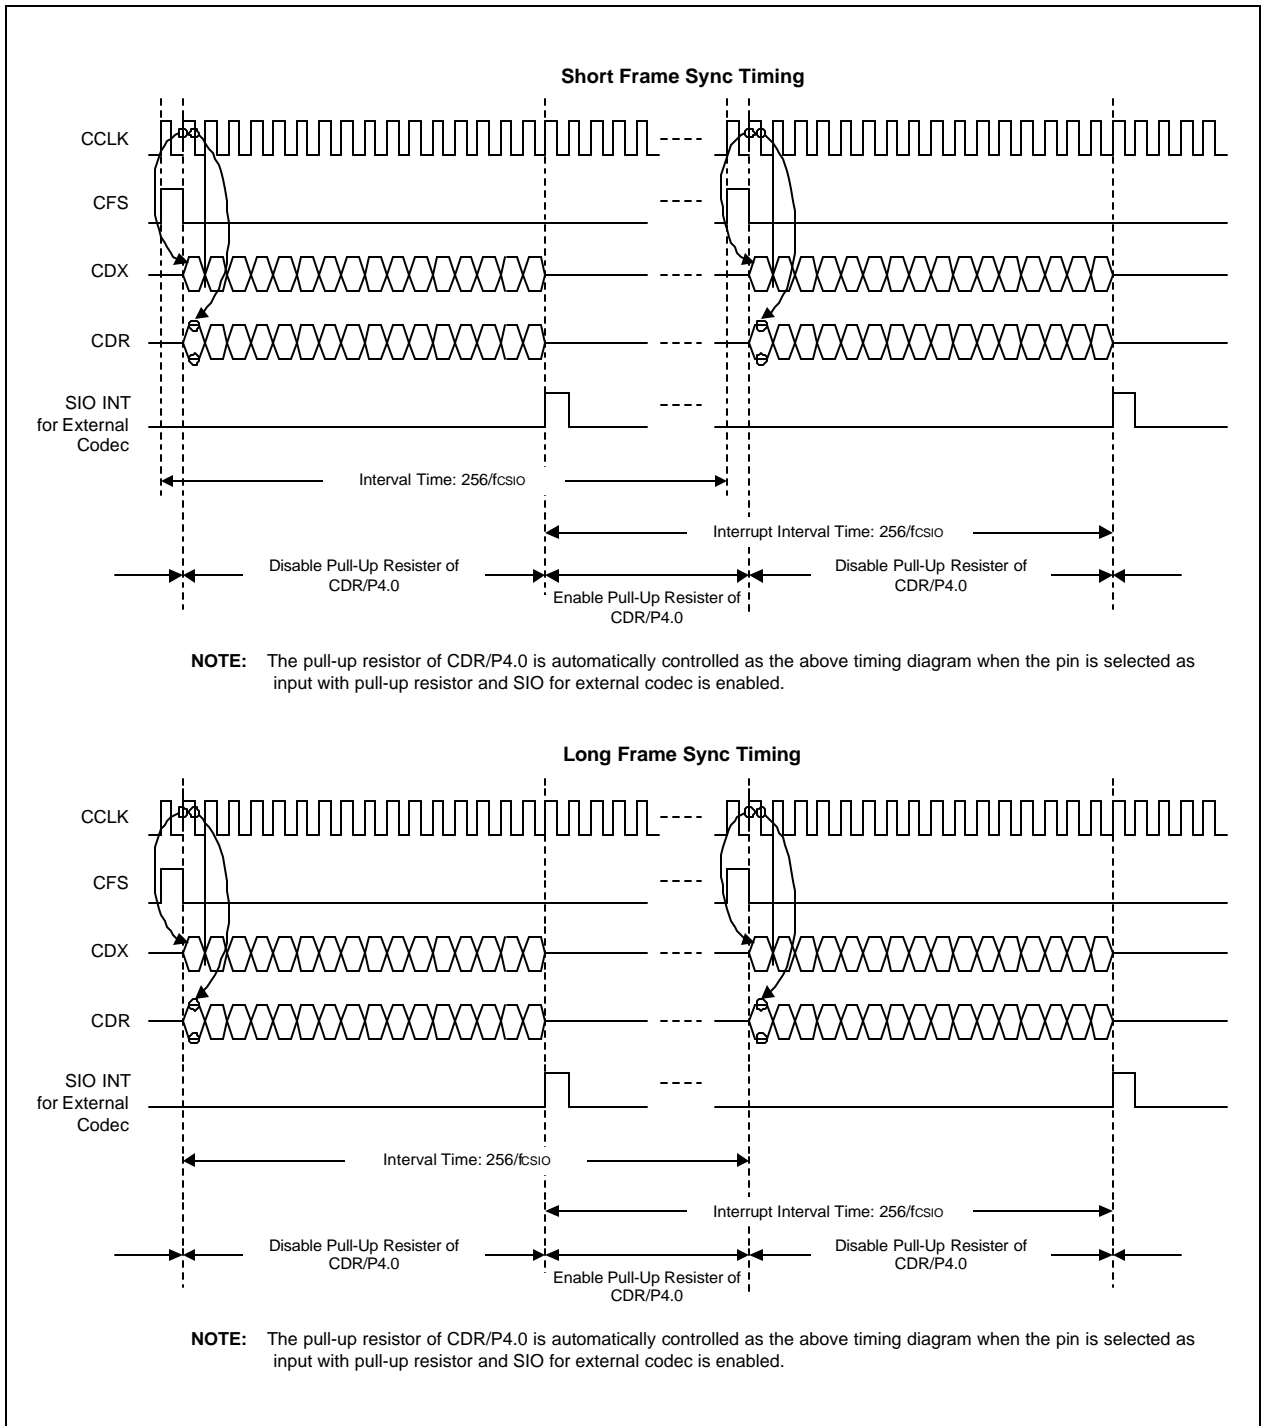 Short Frame Sync Timing
CCLK
CFS
CDX
CDR
SIO INT
for External
Codec
Interval Time: 256/fCSIO
Interrupt Interval Time: 256/fCSIO
Disable Pull-Up Resister of
CDR/P4.0
Enable Pull-Up Resister of
CDR/P4.0
Disable Pull-Up Resister of
CDR/P4.0
NOTE: The pull-up resistor of CDR/P4.0 is automatically controlled as the above timing diagram when the pin is selected as
input with pull-up resistor and SIO for external codec is enabled.
Long Frame Sync Timing
CCLK
CFS
CDX
CDR
SIO INT
for External
Codec
Interval Time: 256/fCSIO
Interrupt Interval Time: 256/fCSIO
Disable Pull-Up Resister of
CDR/P4.0
Enable Pull-Up Resister of
CDR/P4.0
Disable Pull-Up Resister of
CDR/P4.0
NOTE: The pull-up resistor of CDR/P4.0 is automatically controlled as the above timing diagram when the pin is selected as
input with pull-up resistor and SIO for external codec is enabled.